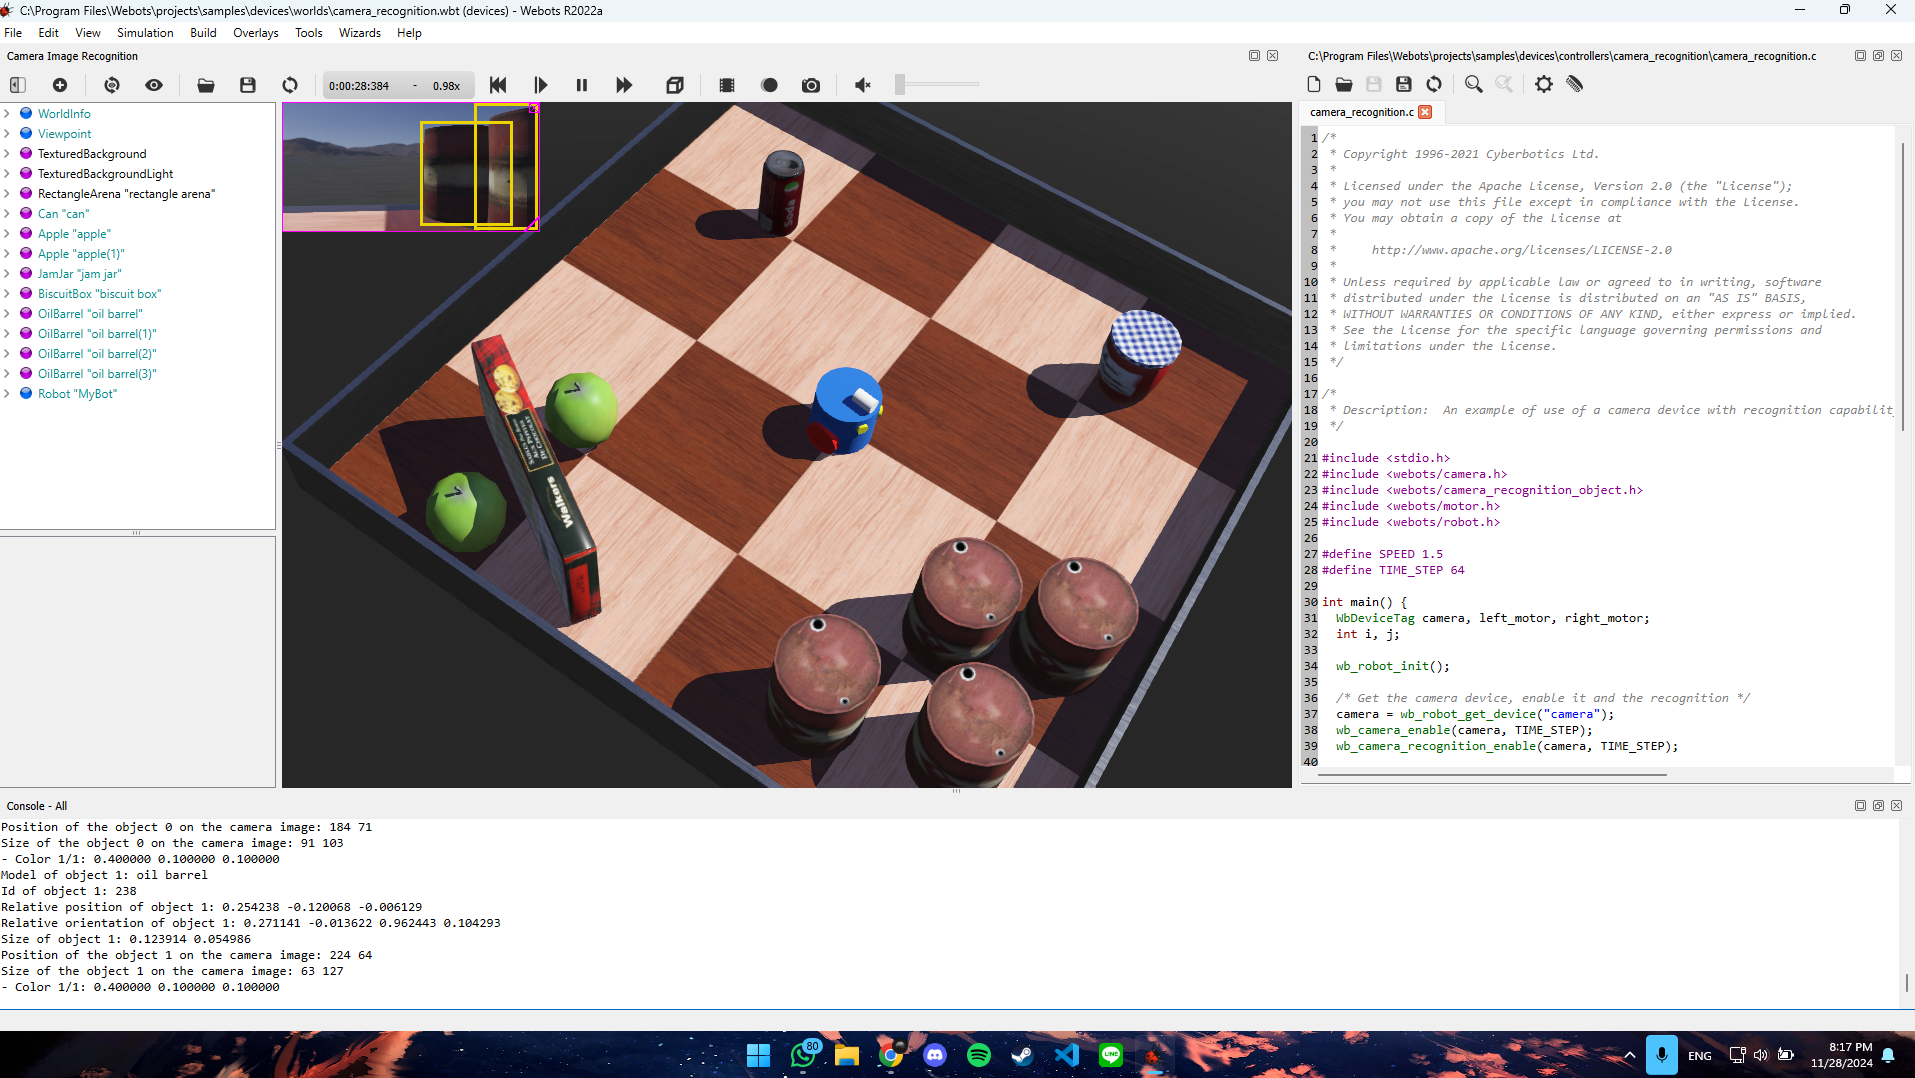 C:\Program Files\Webots\projects\samples\devices\worlds\camera_recognition.wbt (devices) - Webots R2022a
File Edit View Simulation Build Overlays Tools Wizards Help
Camera Image Recognition
0:00:28:384 - 0.98x
WorldInfo
Viewpoint
TexturedBackground
TexturedBackgroundLight
RectangleArena "rectangle arena"
Can "can"
Apple "apple"
Apple "apple(1)"
JamJar "jam jar"
BiscuitBox "biscuit box"
OilBarrel "oil barrel"
OilBarrel "oil barrel(1)"
OilBarrel "oil barrel(2)"
OilBarrel "oil barrel(3)"
Robot "MyBot"
Soda
Walkers
C:\Program Files\Webots\projects\samples\devices\controllers\camera_recognition\camera_recognition.c
camera_recognition.c
1 /*
2 * Copyright 1996-2021 Cyberbotics Ltd.
3 *
4 * Licensed under the Apache License, Version 2.0 (the "License");
5 * you may not use this file except in compliance with the License.
6 * You may obtain a copy of the License at
7 *
8 * http://www.apache.org/licenses/LICENSE-2.0
9 *
10 * Unless required by applicable law or agreed to in writing, software
11 * distributed under the License is distributed on an "AS IS" BASIS,
12 * WITHOUT WARRANTIES OR CONDITIONS OF ANY KIND, either express or implied.
13 * See the License for the specific language governing permissions and
14 * limitations under the License.
15 */
16
17 /*
18 * Description: An example of use of a camera device with recognition capability
19 */
20
21 #include <stdio.h>
22 #include <webots/camera.h>
23 #include <webots/camera_recognition_object.h>
24 #include <webots/motor.h>
25 #include <webots/robot.h>
26
27 #define SPEED 1.5
28 #define TIME_STEP 64
29
30 int main() {
31 WbDeviceTag camera, left_motor, right_motor;
32 int i, j;
33
34 wb_robot_init();
35
36 /* Get the camera device, enable it and the recognition */
37 camera = wb_robot_get_device("camera");
38 wb_camera_enable(camera, TIME_STEP);
39 wb_camera_recognition_enable(camera, TIME_STEP);
40
Console - All
Position of the object 0 on the camera image: 184 71
Size of the object 0 on the camera image: 91 103
- Color 1/1: 0.400000 0.100000 0.100000
Model of object 1: oil barrel
Id of object 1: 238
Relative position of object 1: 0.254238 -0.120068 -0.006129
Relative orientation of object 1: 0.271141 -0.013622 0.962443 0.104293
Size of object 1: 0.123914 0.054986
Position of the object 1 on the camera image: 224 64
Size of the object 1 on the camera image: 63 127
- Color 1/1: 0.400000 0.100000 0.100000
80
LINE
ENG
8:17 PM
11/28/2024